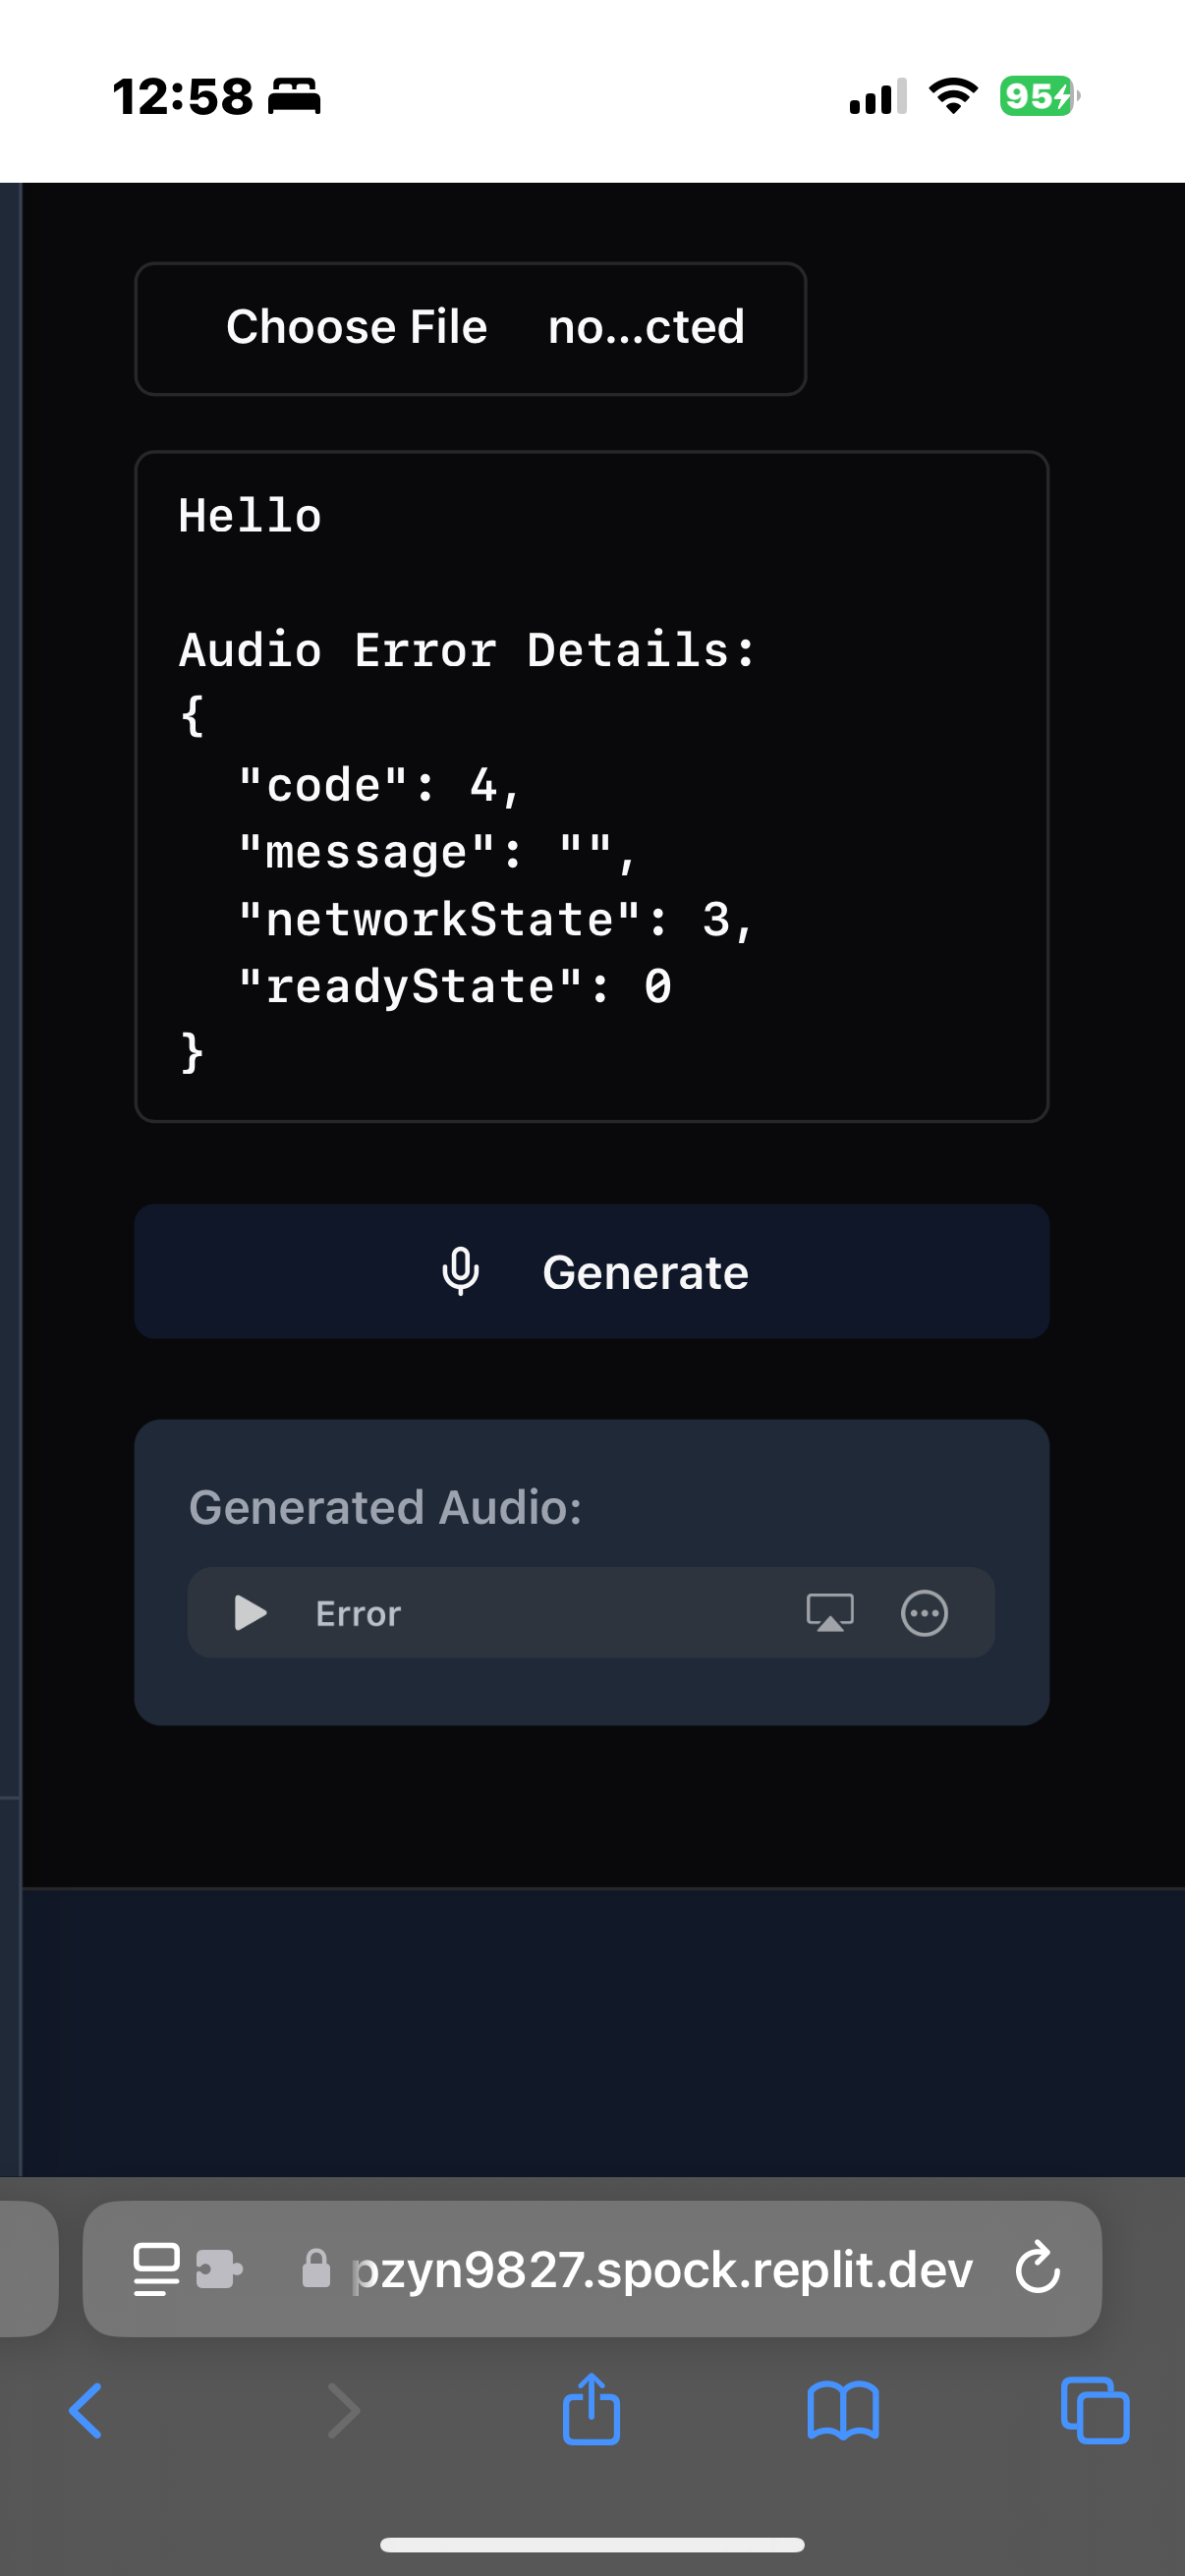 12:58
95
Choose File no...cted
Hello
Audio Error Details:
{
  "code": 4,
  "message": "",
  "networkState": 3,
  "readyState": 0
}
Generate
Generated Audio:
Error
pzyn9827.spock.replit.dev